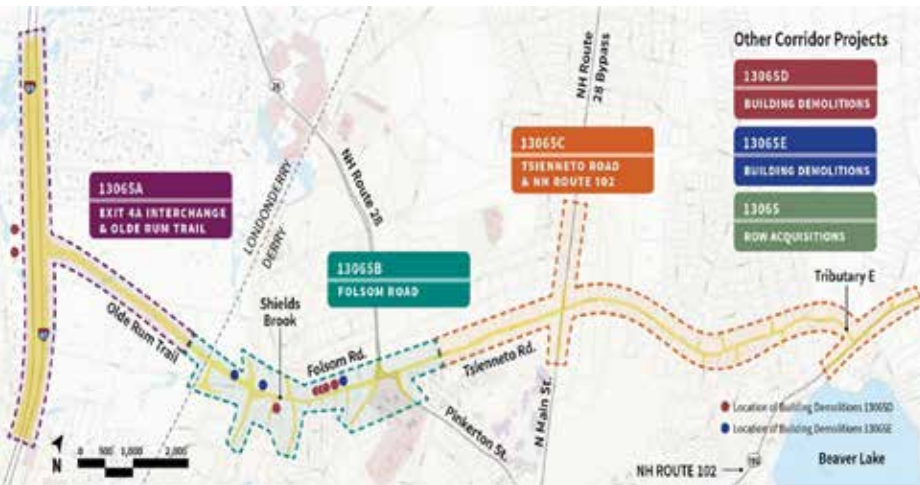 Other Corridor Projects
13065D
BUILDING DEMOLITIONS
13065E
BUILDING DEMOLITIONS
13065
ROW ACQUISITIONS
13065A
EXIT 4A INTERCHANGE
& OLDE RUM TRAIL
13065B
FOLSOM ROAD
13065C
TSIENNETO ROAD
& NH ROUTE 102
NH Route
28 Bypass
LONDONDERRY
DERRY
NH Route 28
28
Shields
Brook
Olde Rum Trail
Folsom Rd.
Tsienneto Rd.
Pinkerton St.
N Main St.
Tributary E
Location of Building Demolitions 13065D
Location of Building Demolitions 13065E
Beaver Lake
NH ROUTE 102
102
N
0 500 1,000 2,000